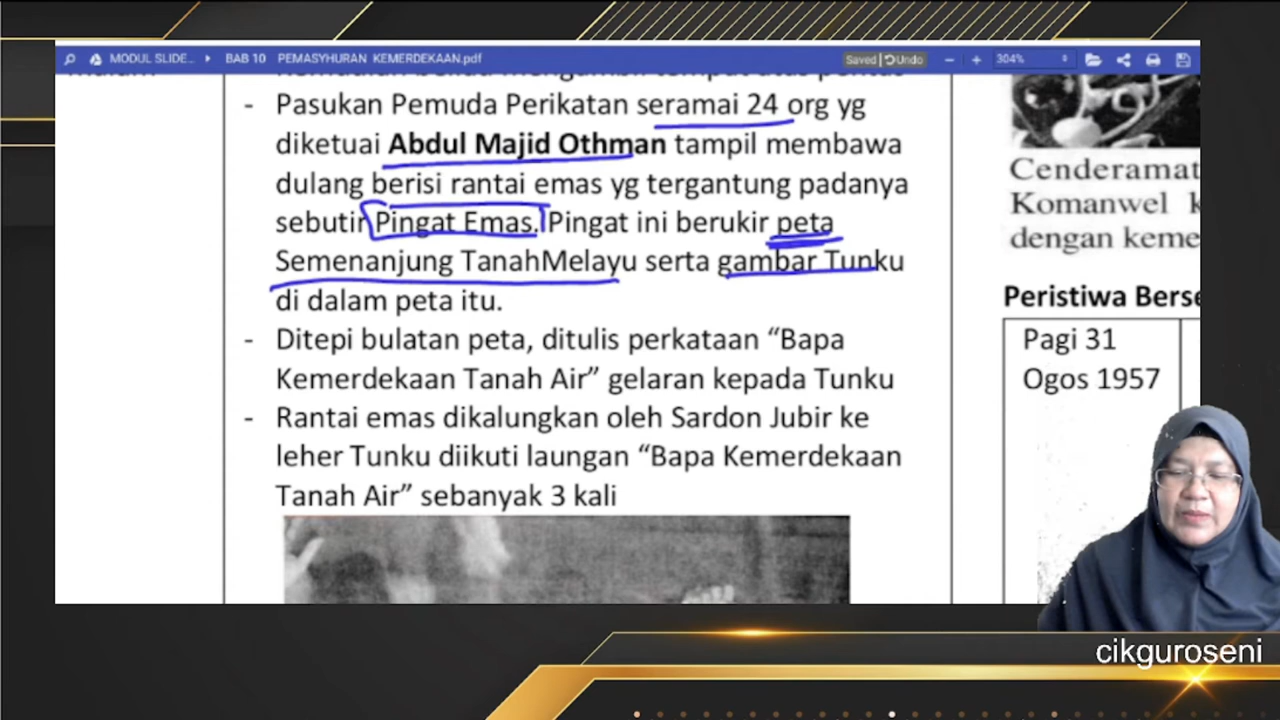 MODUL SLIDE... BAB 10 PEMASYHURAN KEMERDEKAAN.pdf Saved Undo 304%
- Pasukan Pemuda Perikatan seramai 24 org yg
diketuai Abdul Majid Othman tampil membawa
dulang berisi rantai emas yg tergantung padanya
sebutir Pingat Emas. Pingat ini berukir peta
Semenanjung TanahMelayu serta gambar Tunku
di dalam peta itu.
- Ditepi bulatan peta, ditulis perkataan “Bapa
Kemerdekaan Tanah Air” gelaran kepada Tunku
- Rantai emas dikalungkan oleh Sardon Jubir ke
leher Tunku diikuti laungan “Bapa Kemerdekaan
Tanah Air” sebanyak 3 kali
Cenderamat
Komanwel k
dengan keme
Peristiwa Berse
Pagi 31
Ogos 1957
cikguroseni